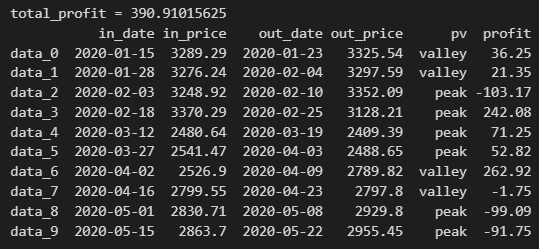 total_profit = 390.91015625
in_date in_price out_date out_price pv profit
data_0 2020-01-15 3289.29 2020-01-23 3325.54 valley 36.25
data_1 2020-01-28 3276.24 2020-02-04 3297.59 valley 21.35
data_2 2020-02-03 3248.92 2020-02-10 3352.09 peak -103.17
data_3 2020-02-18 3370.29 2020-02-25 3128.21 peak 242.08
data_4 2020-03-12 2480.64 2020-03-19 2409.39 peak 71.25
data_5 2020-03-27 2541.47 2020-04-03 2488.65 peak 52.82
data_6 2020-04-02 2526.9 2020-04-09 2789.82 valley 262.92
data_7 2020-04-16 2799.55 2020-04-23 2797.8 valley -1.75
data_8 2020-05-01 2830.71 2020-05-08 2929.8 peak -99.09
data_9 2020-05-15 2863.7 2020-05-22 2955.45 peak -91.75